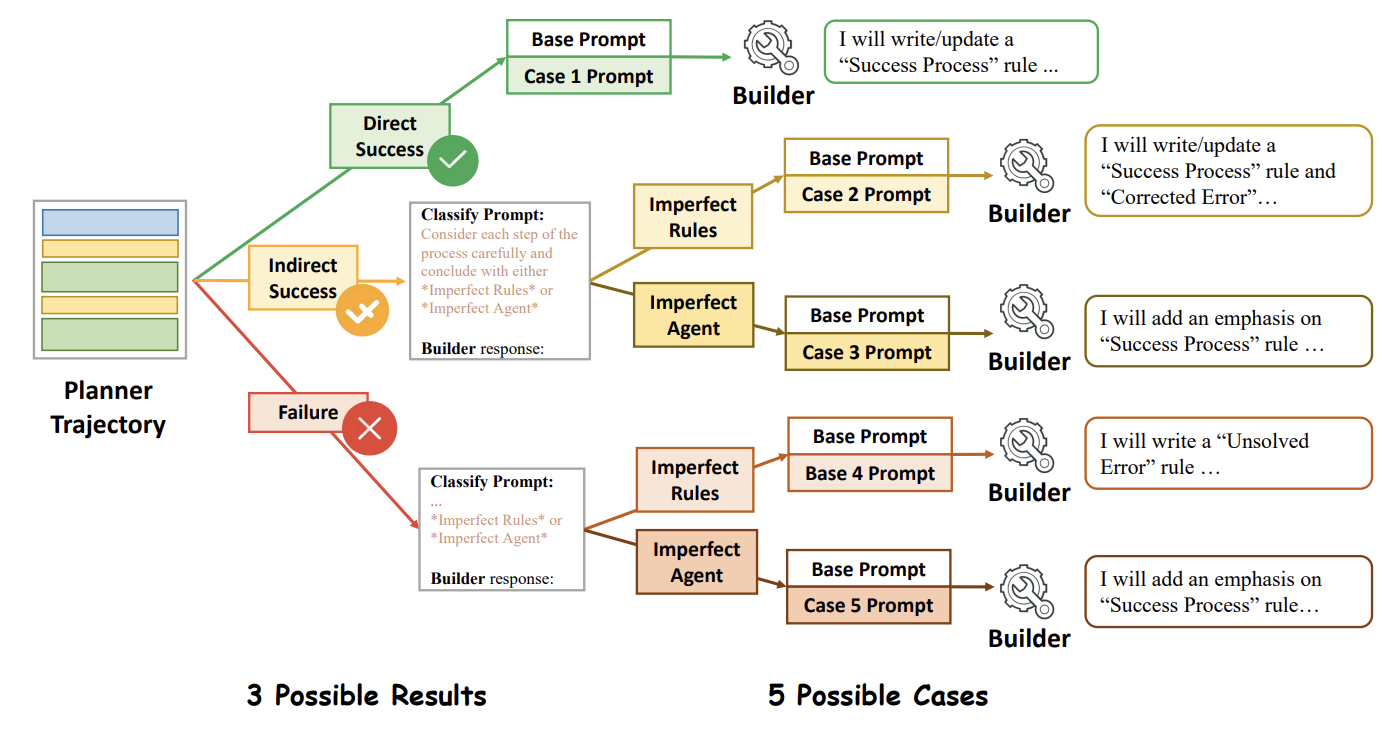 Planner
Trajectory
Direct
Success
Base Prompt
Case 1 Prompt
Builder
I will write/update a
“Success Process” rule ...
Indirect
Success
Classify Prompt:
Consider each step of the
process carefully and
conclude with either
*Imperfect Rules* or
*Imperfect Agent*
Builder response:
Imperfect
Rules
Base Prompt
Case 2 Prompt
Builder
I will write/update a
“Success Process” rule and
“Corrected Error”…
Imperfect
Agent
Base Prompt
Case 3 Prompt
Builder
I will add an emphasis on
“Success Process” rule …
Failure
Classify Prompt:
...
*Imperfect Rules* or
*Imperfect Agent*
Builder response:
Imperfect
Rules
Base Prompt
Base 4 Prompt
Builder
I will write a “Unsolved
Error” rule …
Imperfect
Agent
Base Prompt
Case 5 Prompt
Builder
I will add an emphasis on
“Success Process” rule…
3 Possible Results
5 Possible Cases